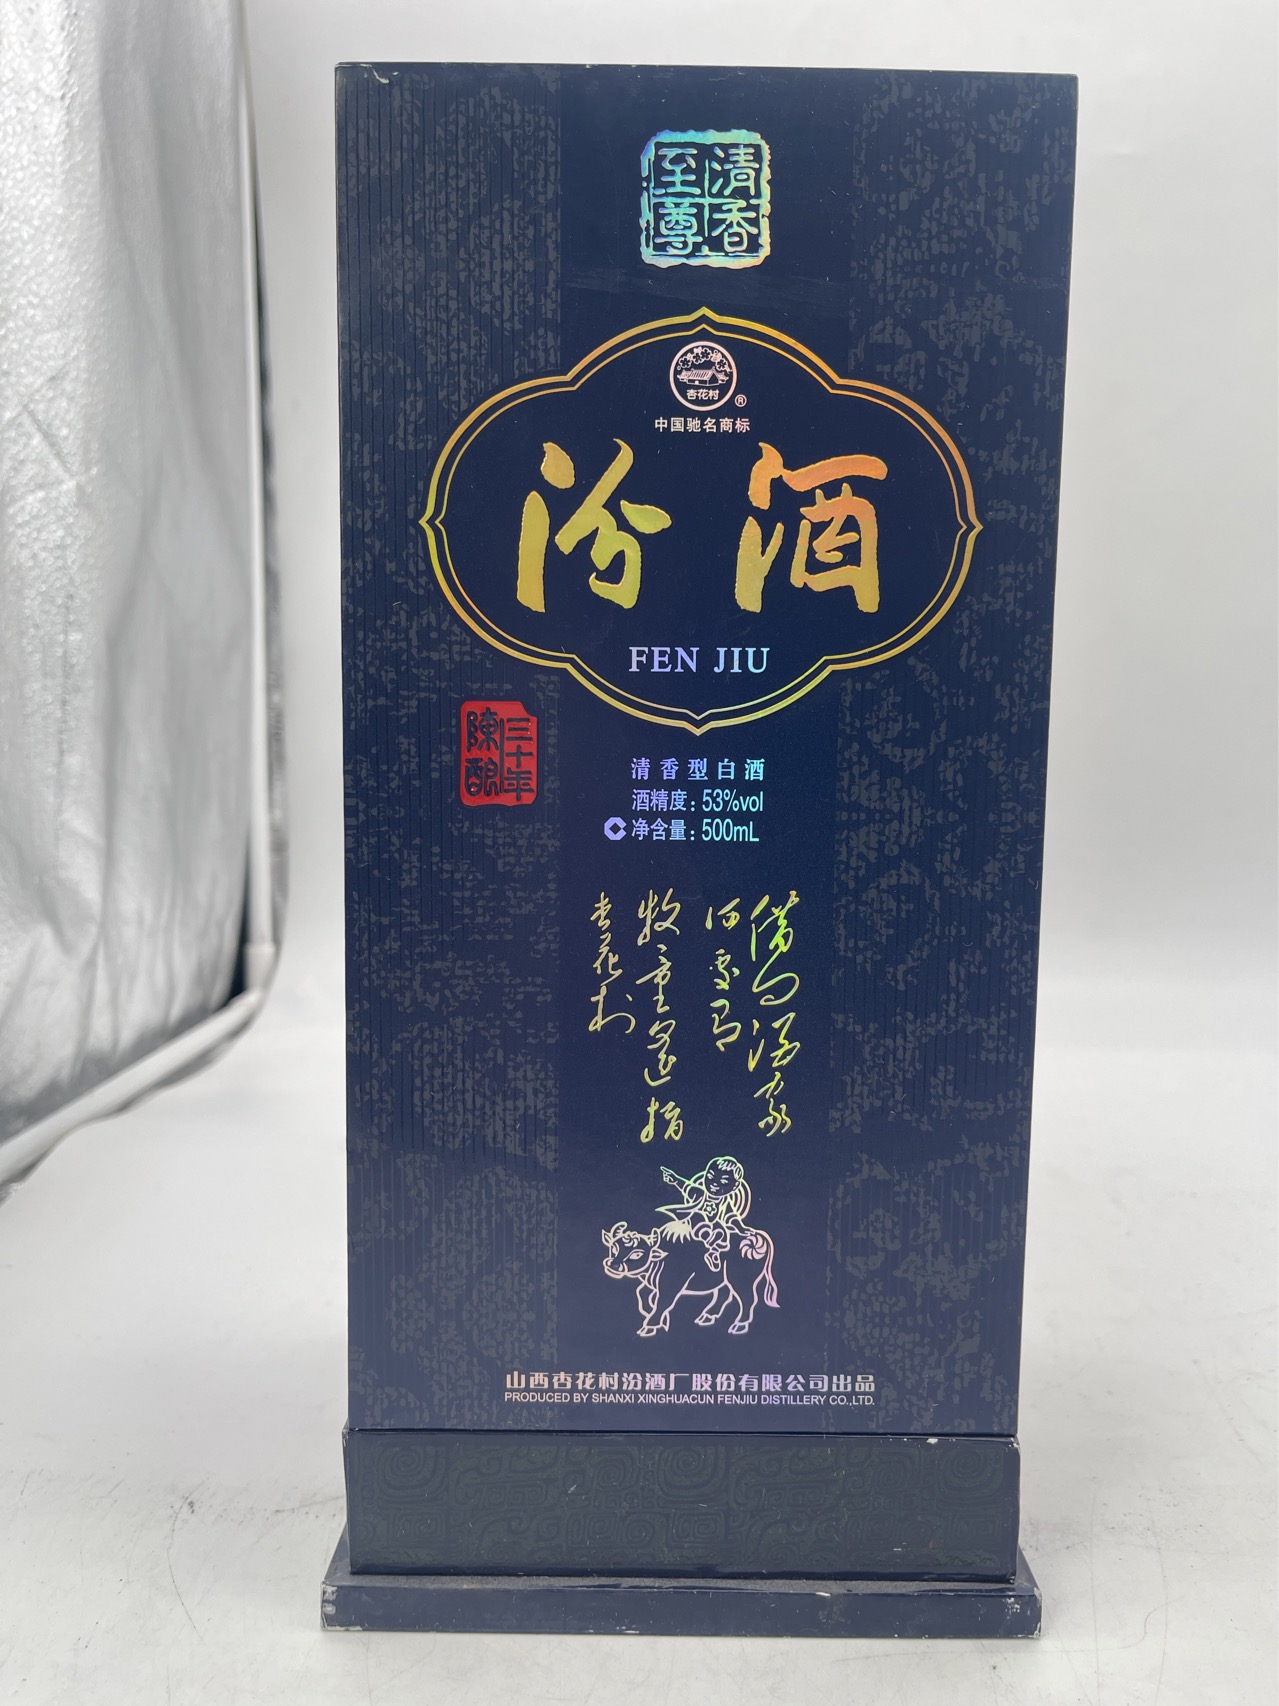 清香
至尊
杏花村
®
中国驰名商标
汾酒
FEN JIU
三十年
陳釀
清香型白酒
酒精度：53%vol
净含量：500mL
借问酒家
何处有
牧童遥指
杏花村
山西杏花村汾酒厂股份有限公司出品
PRODUCED BY SHANXI XINGHUACUN FENJIU DISTILLERY CO.,LTD.